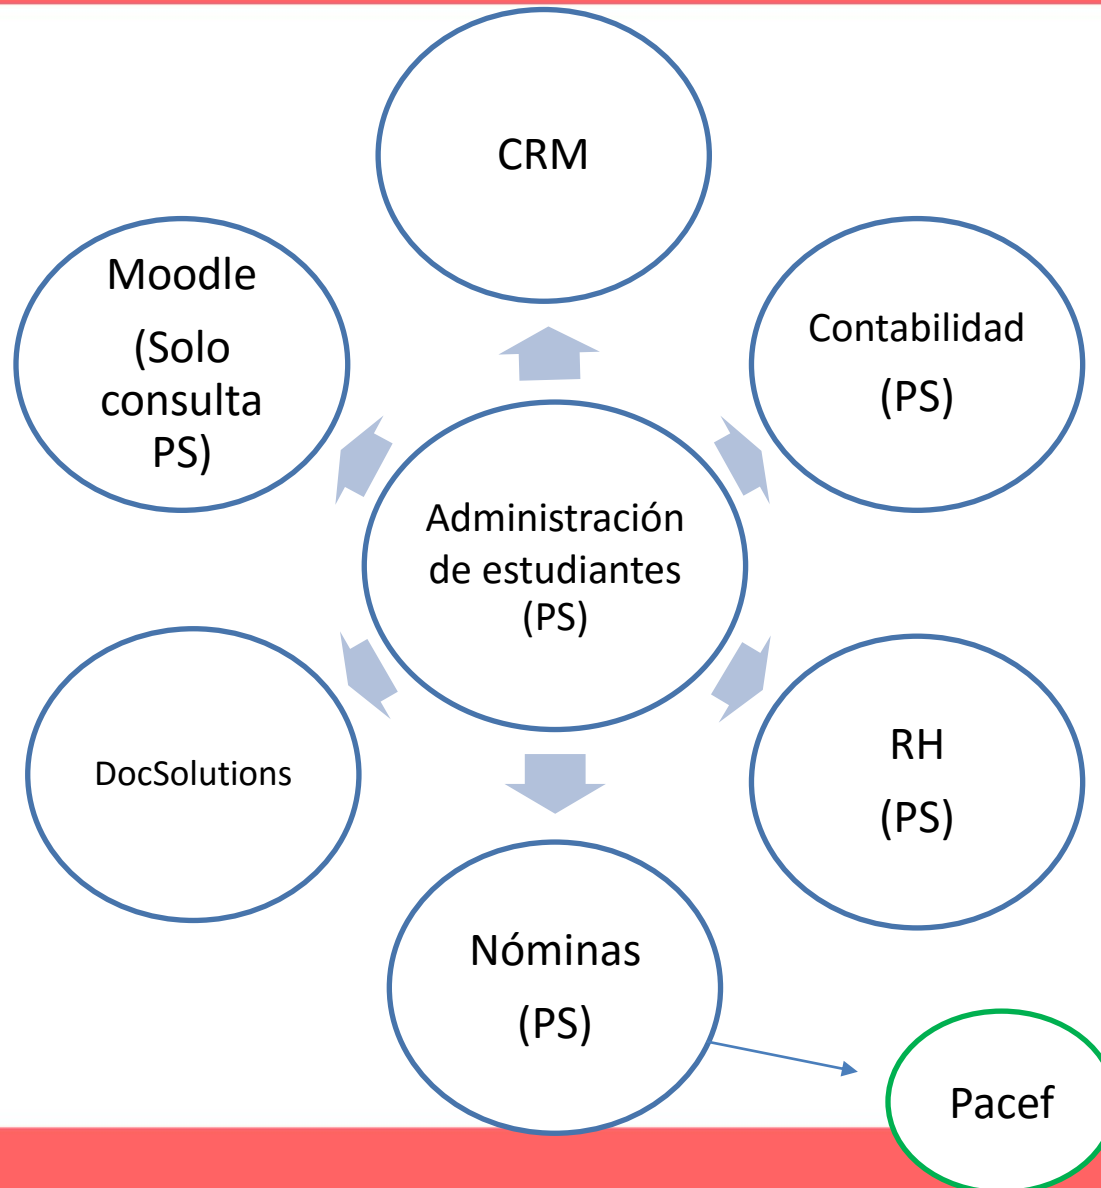 CRM
Moodle
(Solo
consulta
PS)
Contabilidad
(PS)
Administración
de estudiantes
(PS)
DocSolutions
RH
(PS)
Nóminas
(PS)
Pacef